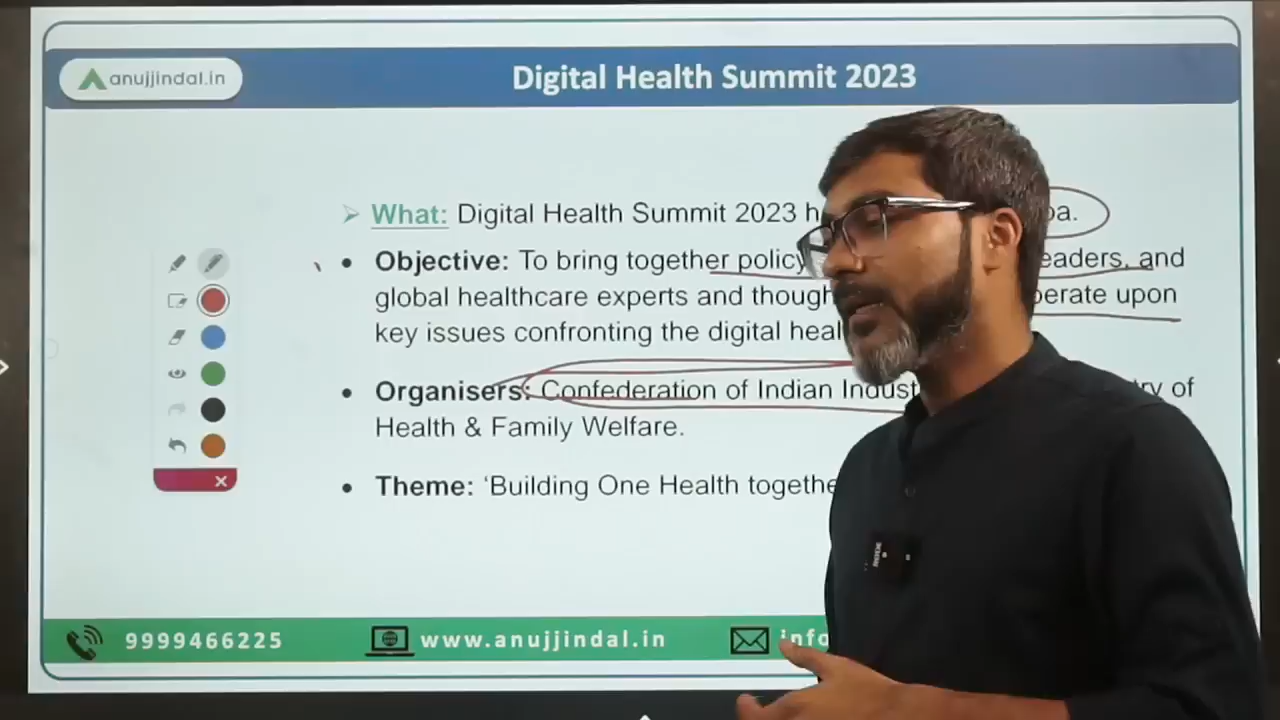 anujjindal.in
Digital Health Summit 2023
What: Digital Health Summit 2023 oa.
Objective: To bring together policy eaders, and
global healthcare experts and though erate upon
key issues confronting the digital heal
Organisers: Confederation of Indian Indust try of
Health & Family Welfare.
Theme: ‘Building One Health togethe
9999466225 www.anujjindal.in info